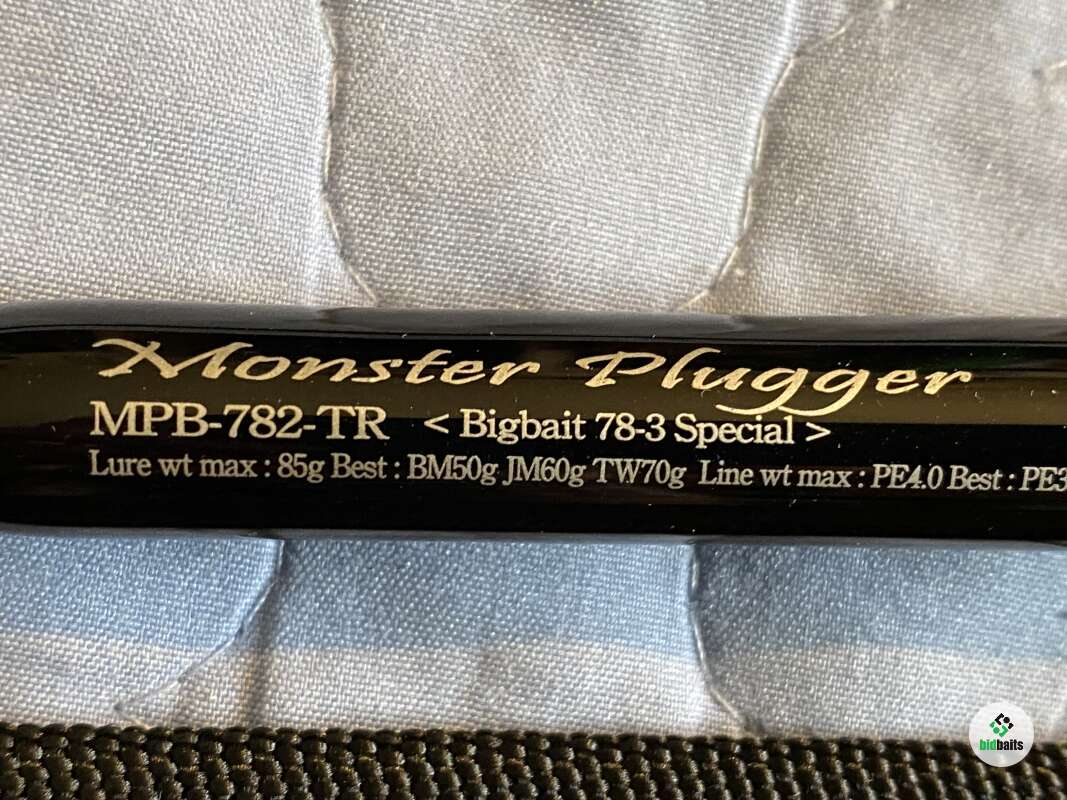 Monster Plugger
MPB-782-TR < Bigbait 78-3 Special >
Lure wt max : 85g Best : BM50g JM60g TW70g Line wt max : PE4.0 Best : PE3
bidbaits